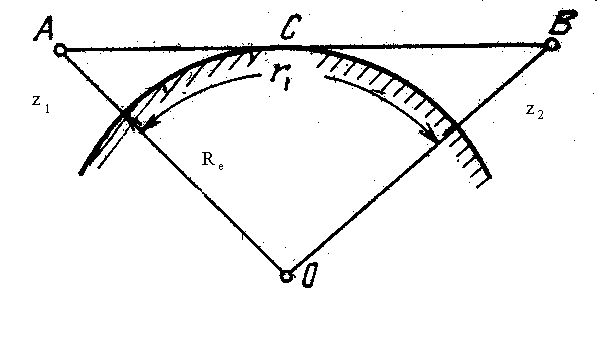 A C B
z₁ r₁ z₂
Rₑ
O